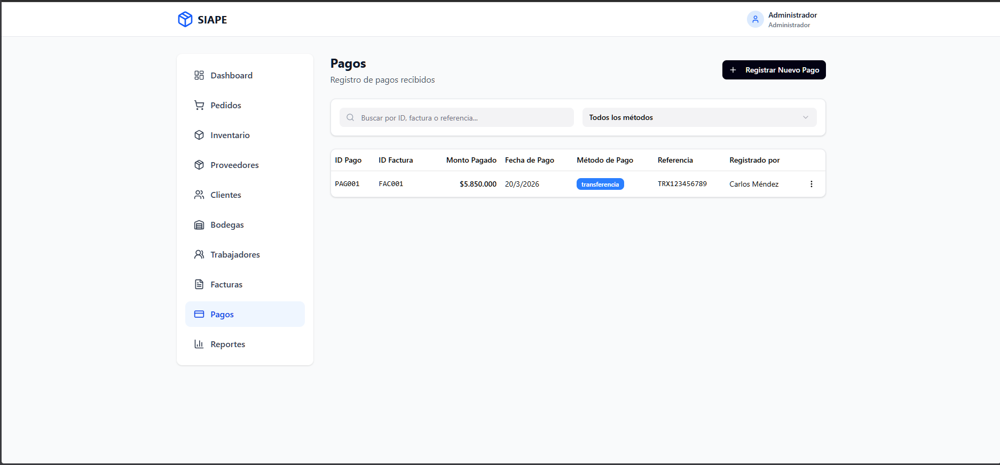 SIAPE
Administrador
Administrador
Dashboard
Pedidos
Inventario
Proveedores
Clientes
Bodegas
Trabajadores
Facturas
Pagos
Reportes
Pagos
Registro de pagos recibidos
Registrar Nuevo Pago
Buscar por ID, factura o referencia...
Todos los métodos
ID Pago ID Factura Monto Pagado Fecha de Pago Método de Pago Referencia Registrado por
PAG001 FAC001 $5.850.000 20/3/2026 transferencia TRX123456789 Carlos Méndez